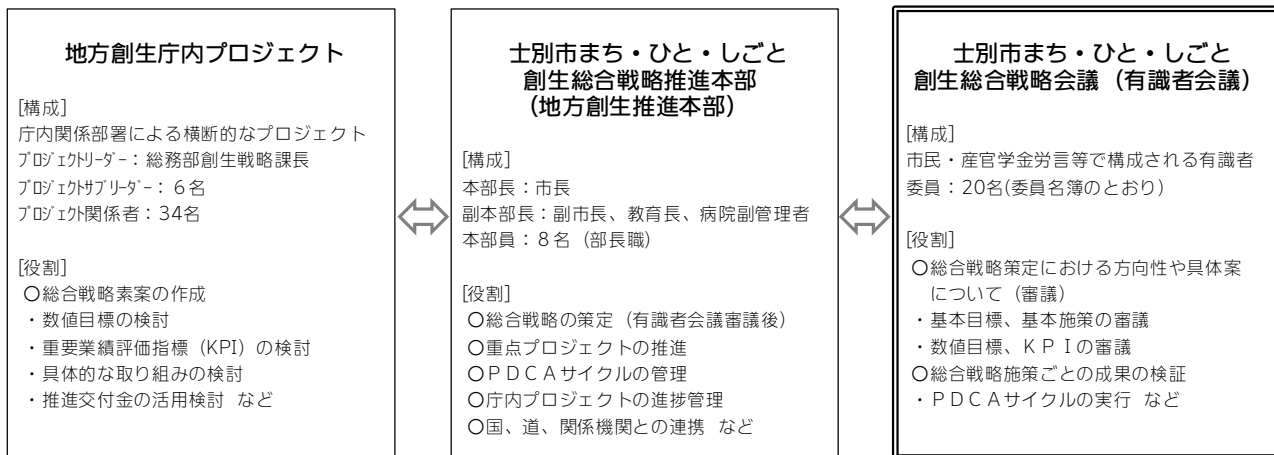 地方創生庁内プロジェクト
[構成]
庁内関係部署による横断的なプロジェクト
ﾌﾟﾛｼﾞｪｸﾄﾘｰﾀﾞｰ：総務部創生戦略課長
ﾌﾟﾛｼﾞｪｸﾄｻﾌﾞﾘｰﾀﾞｰ：６名
ﾌﾟﾛｼﾞｪｸﾄ関係者：34名
[役割]
〇総合戦略素案の作成
・数値目標の検討
・重要業績評価指標（KPI）の検討
・具体的な取り組みの検討
・推進交付金の活用検討 など
士別市まち・ひと・しごと
創生総合戦略推進本部
（地方創生推進本部）
[構成]
本部長：市長
副本部長：副市長、教育長、病院副管理者
本部員：８名（部長職）
[役割]
〇総合戦略の策定（有識者会議審議後）
〇重点プロジェクトの推進
〇ＰＤＣＡサイクルの管理
〇庁内プロジェクトの進捗管理
〇国、道、関係機関との連携 など
士別市まち・ひと・しごと
創生総合戦略会議（有識者会議）
[構成]
市民・産官学金労言等で構成される有識者
委員：20名(委員名簿のとおり)
[役割]
〇総合戦略策定における方向性や具体案
について（審議）
・基本目標、基本施策の審議
・数値目標、ＫＰＩの審議
〇総合戦略施策ごとの成果の検証
・ＰＤＣＡサイクルの実行 など